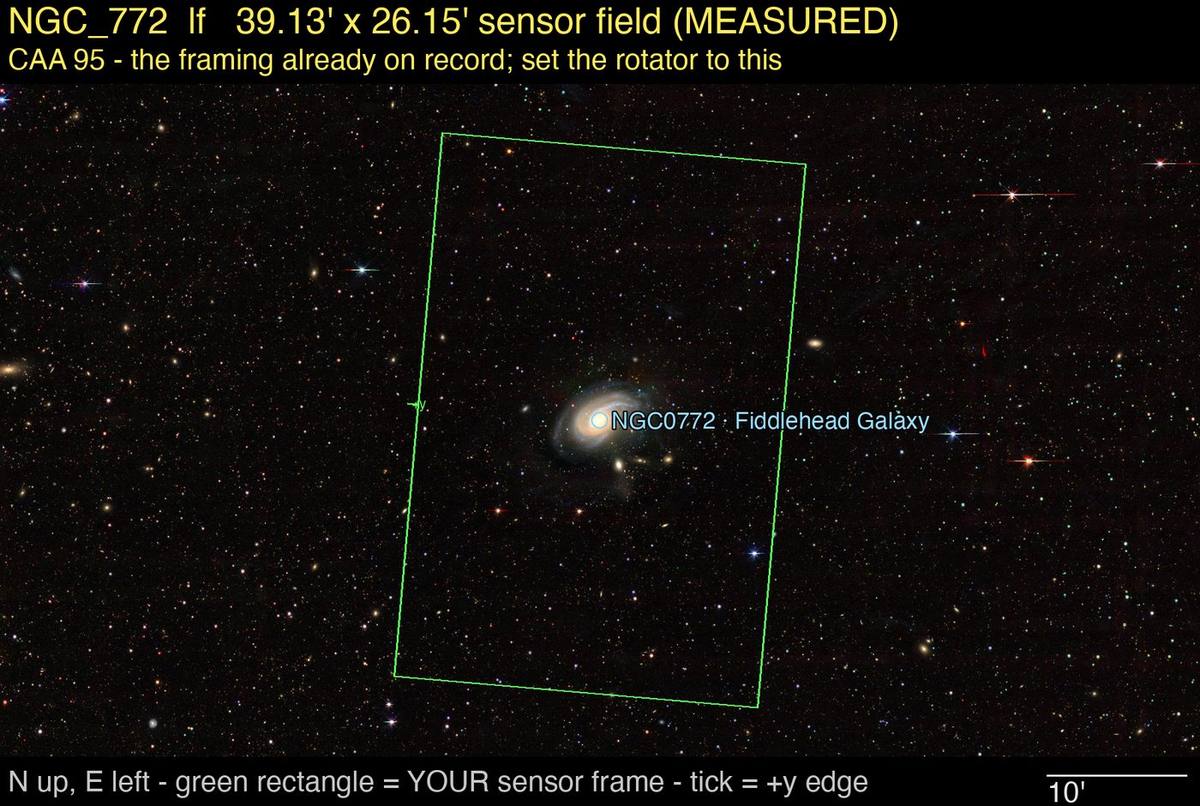 NGC_772 lf 39.13' x 26.15' sensor field (MEASURED)
CAA 95 - the framing already on record; set the rotator to this
+y
NGC0772 · Fiddlehead Galaxy
N up, E left - green rectangle = YOUR sensor frame - tick = +y edge
10'